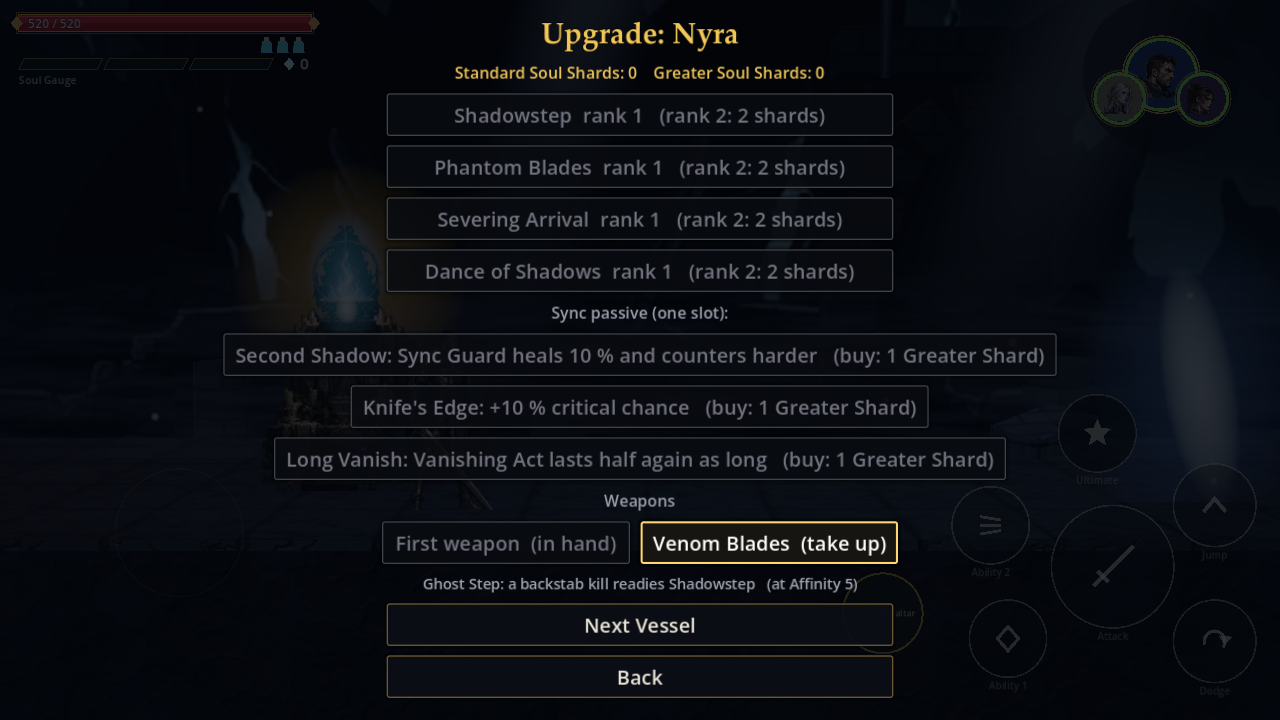 520 / 520
Upgrade: Nyra
0
Soul Gauge
Standard Soul Shards: 0 Greater Soul Shards: 0
Shadowstep rank 1 (rank 2: 2 shards)
Phantom Blades rank 1 (rank 2: 2 shards)
Severing Arrival rank 1 (rank 2: 2 shards)
Dance of Shadows rank 1 (rank 2: 2 shards)
Sync passive (one slot):
Second Shadow: Sync Guard heals 10 % and counters harder (buy: 1 Greater Shard)
Knife's Edge: +10 % critical chance (buy: 1 Greater Shard)
Long Vanish: Vanishing Act lasts half again as long (buy: 1 Greater Shard)
Ultimate
Weapons
First weapon (in hand) Venom Blades (take up)
Jump
Ability 2
Ghost Step: a backstab kill readies Shadowstep (at Affinity 5)
altar
Next Vessel
Attack
Back
Ability 1
Dodge